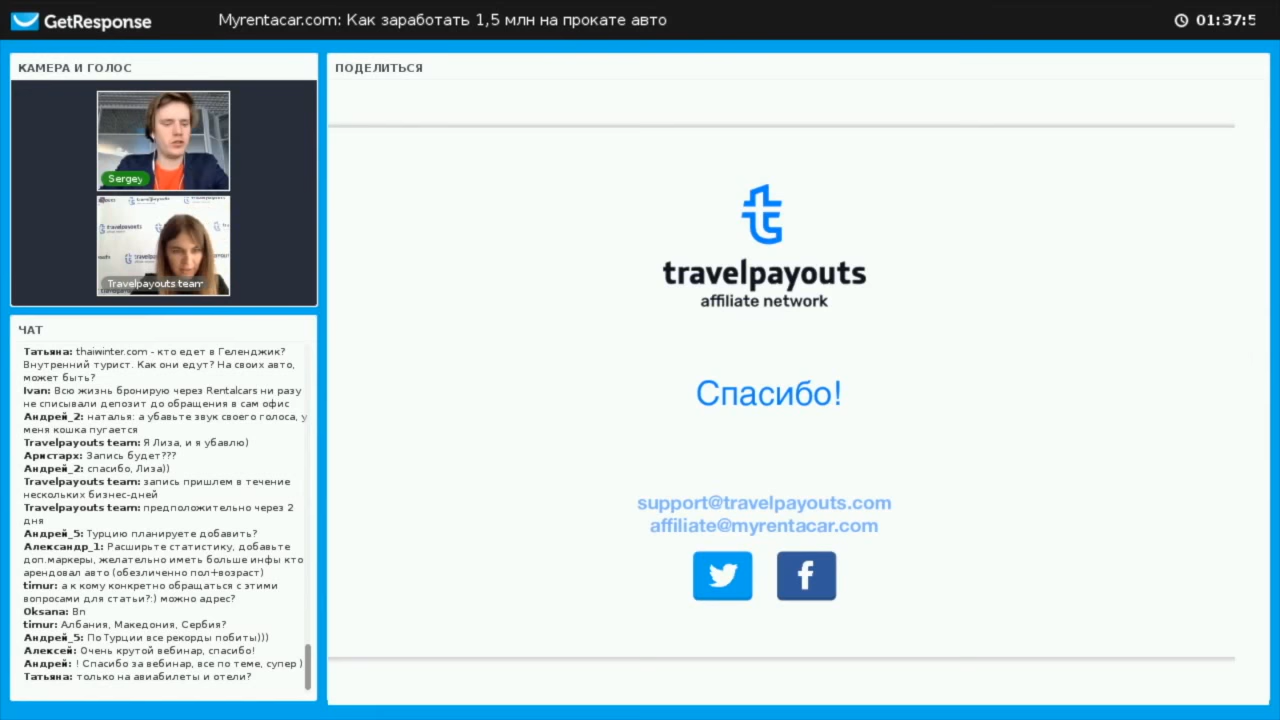 GetResponse
Myrentacar.com: Как заработать 1,5 млн на прокате авто
01:37:5
КАМЕРА И ГОЛОС
Sergey
travelpayouts
Travelpayouts team
ЧАТ
Татьяна: thaiwinter.com - кто едет в Геленджик?
Внутренний турист. Как они едут? На своих авто,
может быть?
Ivan: Всю жизнь бронирую через Rentalcars ни разу
не списывали депозит до обращения в сам офис
Андрей_2: наталья: а убавьте звук своего голоса, у
меня кошка пугается
Travelpayouts team: Я Лиза, и я убавлю)
Аристарх: Запись будет???
Андрей_2: спасибо, Лиза))
Travelpayouts team: запись пришлем в течение
нескольких бизнес-дней
Travelpayouts team: предположительно через 2
дня
Андрей_5: Турцию планируете добавить?
Александр_1: Расширьте статистику, добавьте
доп.маркеры, желательно иметь больше инфы кто
арендовал авто (обезличенно пол+возраст)
timur: а к кому конкретно обращаться с этими
вопросами для статьи?:) можно адрес?
Oksana: Вп
timur: Албания, Македония, Сербия?
Андрей_5: По Турции все рекорды побиты)))
Алексей: Очень крутой вебинар, спасибо!
Андрей: ! Спасибо за вебинар, все по теме, супер )
Татьяна: только на авиабилеты и отели?
ПОДЕЛИТЬСЯ
travelpayouts
affiliate network
Спасибо!
support@travelpayouts.com
affiliate@myrentacar.com